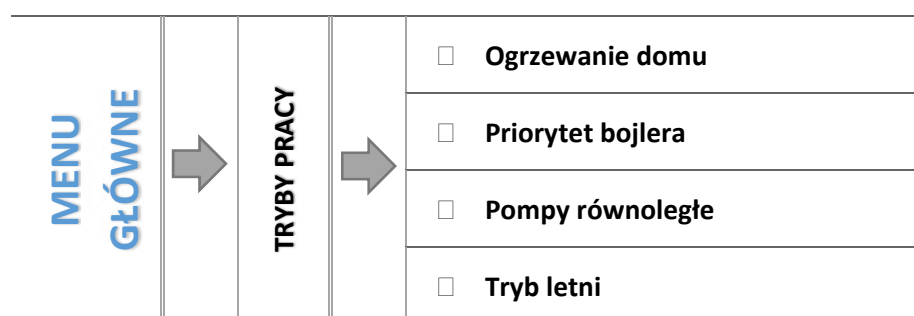 MENU
GŁÓWNE
TRYBY PRACY
Ogrzewanie domu
Priorytet bojlera
Pompy równoległe
Tryb letni